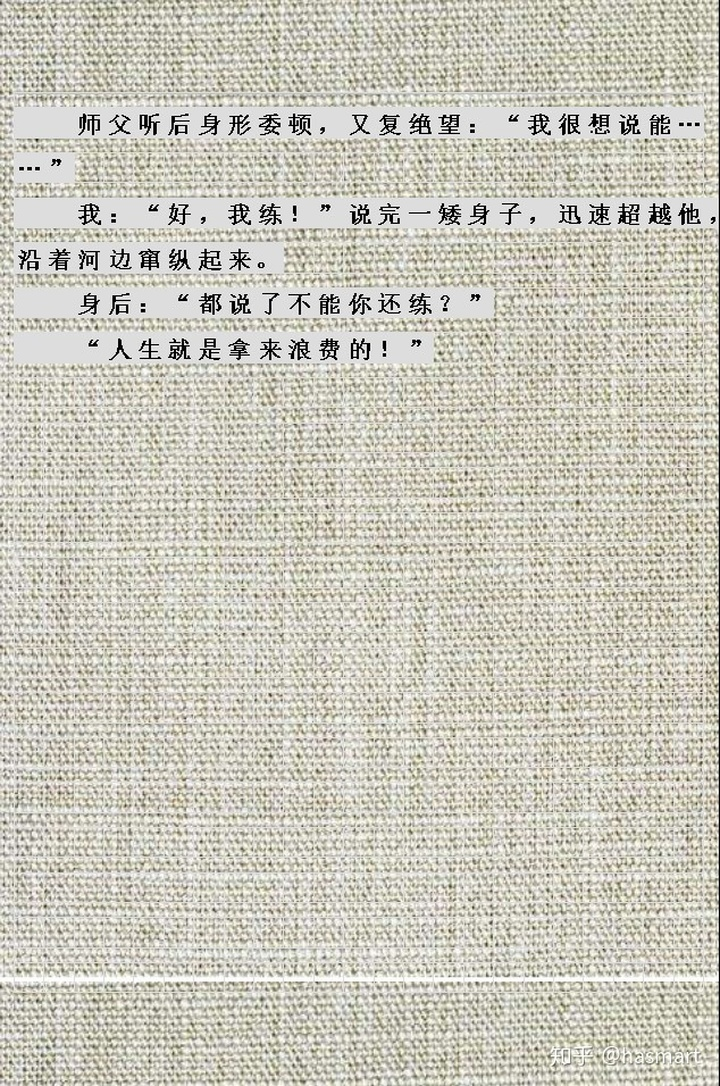 师父听后身形委顿，又复绝望：“我很想说能…
…”
我：“好，我练！”说完一矮身子，迅速超越他，
沿着河边窜纵起来。
身后：“都说了不能你还练？”
“人生就是拿来浪费的！”
知乎 @hasmart